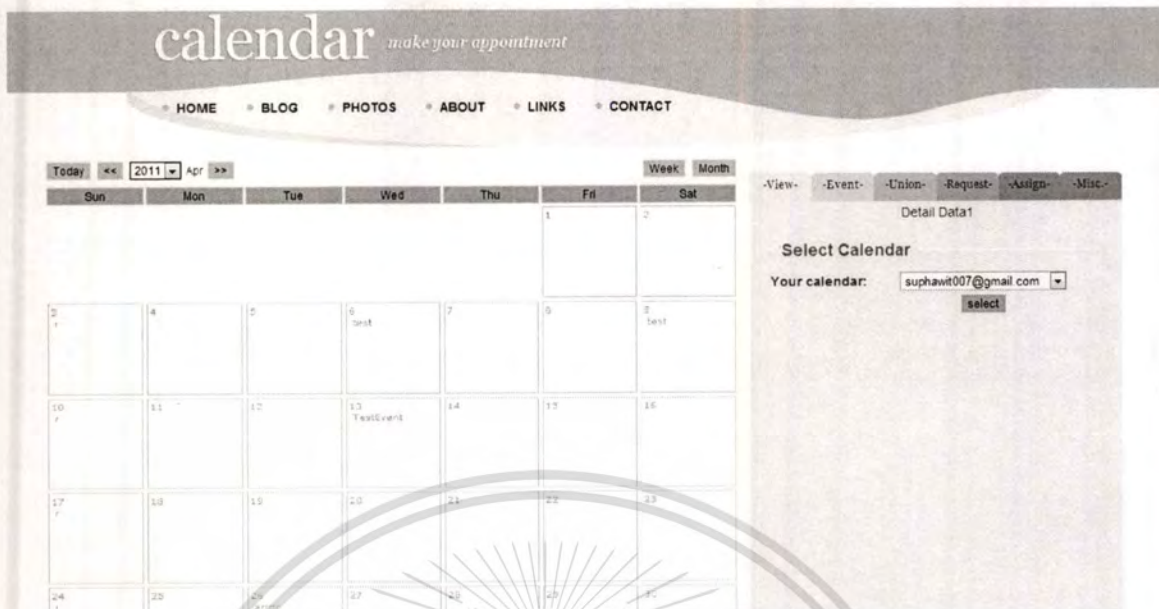 calendar make your appointment
HOME BLOG PHOTOS ABOUT LINKS CONTACT
Today << 2011 Apr >> Week Month
Sun Mon Tue Wed Thu Fri Sat
1 2
3 4 5 6 7 8 9
r best best
10 11 12 13 14 15 16
r TestEvent
17 18 19 20 21 22 23
r
24 25 26 27 28 29 30
-View- -Event- -Union- -Request- -Assign- -Misc.-
Detail Data1
Select Calendar
Your calendar: suphawit007@gmail.com
select